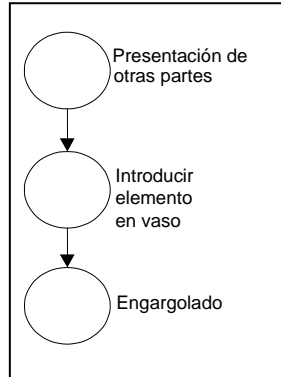 Presentación de
otras partes
Introducir
elemento
en vaso
Engargolado